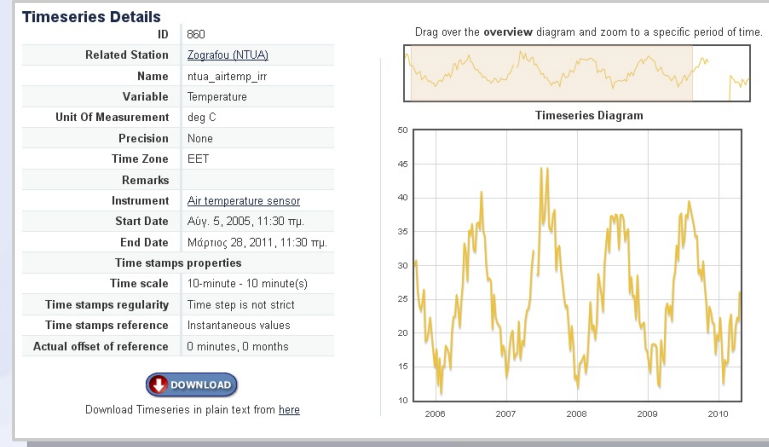 Timeseries Details
ID 860
Related Station Zografou (NTUA)
Name ntua_airtemp_irr
Variable Temperature
Unit Of Measurement deg C
Precision None
Time Zone EET
Remarks
Instrument Air temperature sensor
Start Date Αύγ. 5, 2005, 11:30 πμ.
End Date Μάρτιος 28, 2011, 11:30 πμ.
Time stamps properties
Time scale 10-minute - 10 minute(s)
Time stamps regularity Time step is not strict
Time stamps reference Instantaneous values
Actual offset of reference 0 minutes, 0 months
DOWNLOAD
Download Timeseries in plain text from here
Drag over the overview diagram and zoom to a specific period of time.
Timeseries Diagram
50
45
40
35
30
25
20
15
10
2006 2007 2008 2009 2010